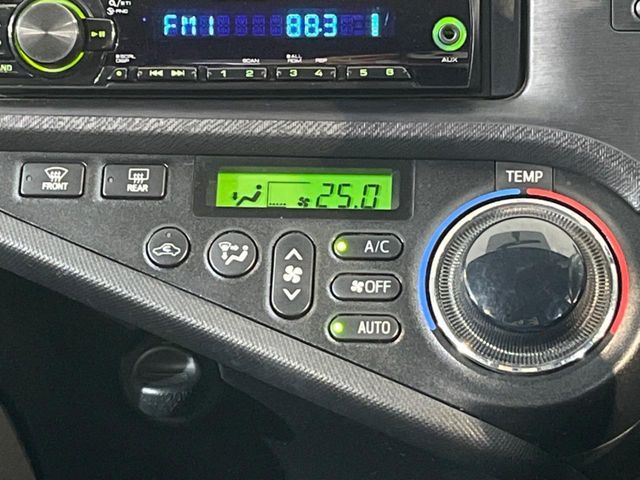 FM1 88.3 1
AUX
SCAN
1 2 3 4 5 6
FRONT
REAR
25.0
TEMP
A/C
OFF
AUTO